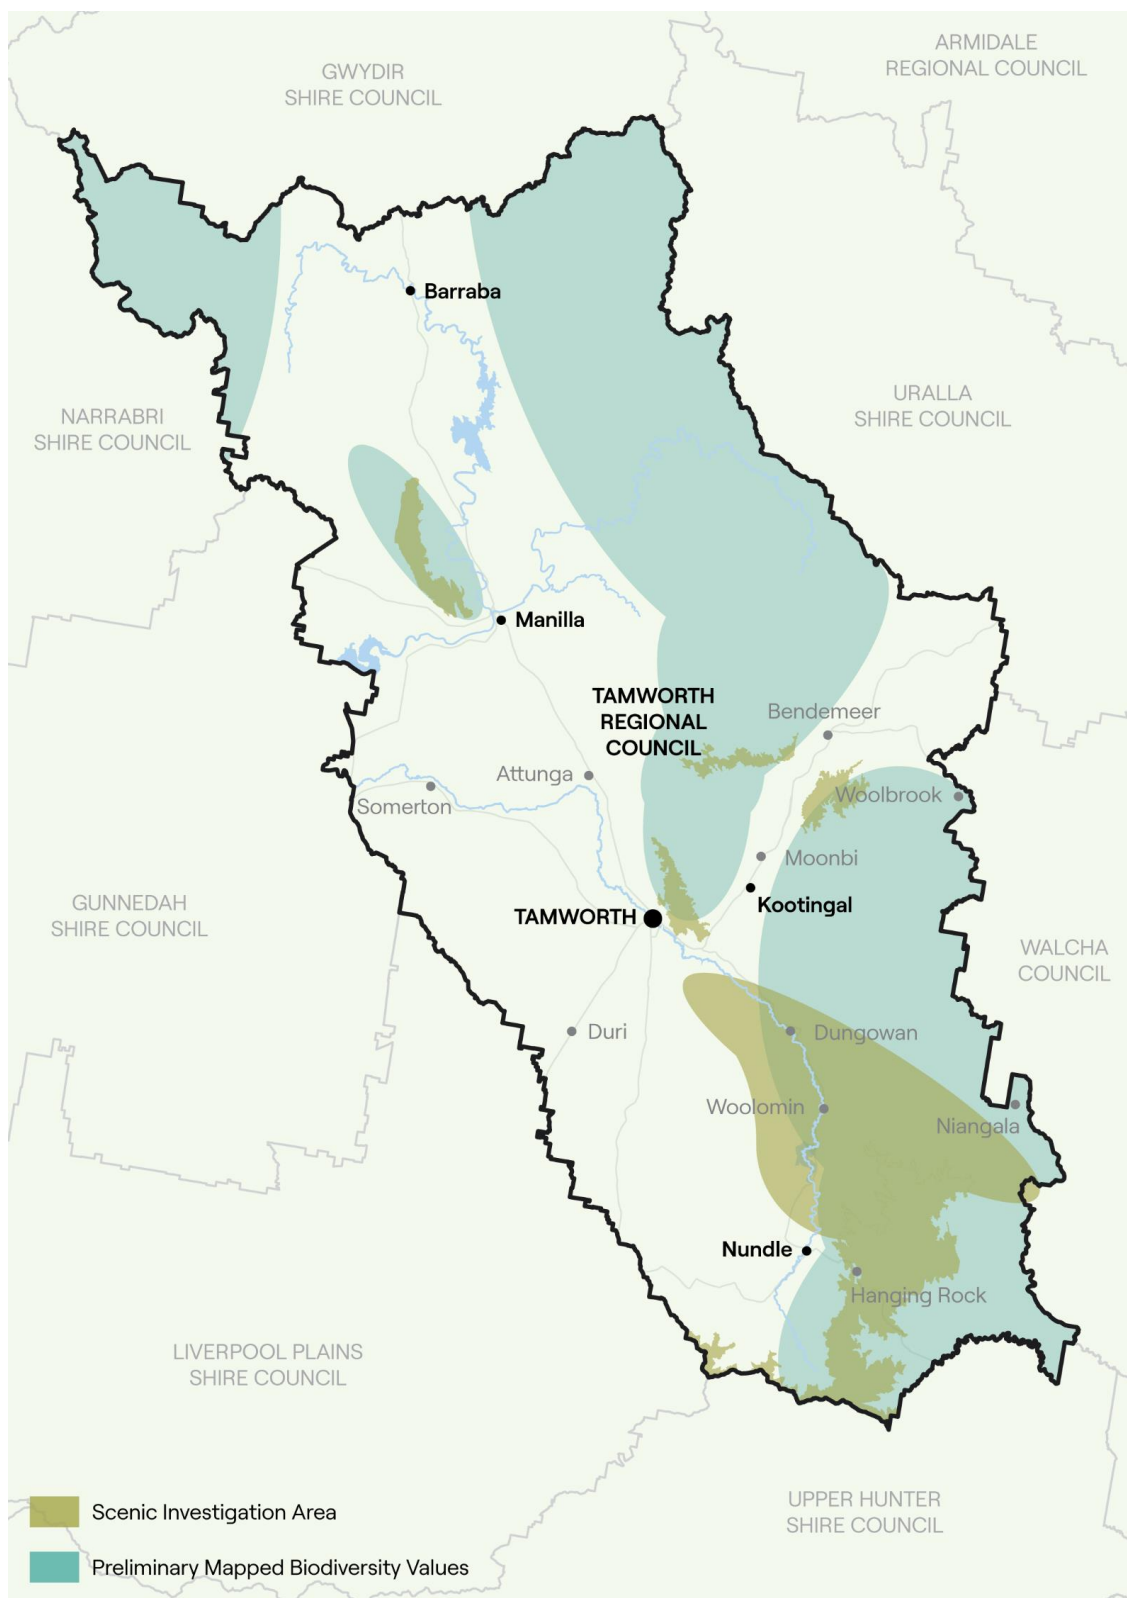 ARMIDALE
REGIONAL COUNCIL
GWYDIR
SHIRE COUNCIL
Barraba
NARRABRI
SHIRE COUNCIL
URALLA
SHIRE COUNCIL
Manilla
TAMWORTH
REGIONAL
COUNCIL
Bendemeer
Attunga
Somerton
Woolbrook
Moonbi
Kootingal
TAMWORTH
GUNNEDAH
SHIRE COUNCIL
WALCHA
COUNCIL
Duri
Dungowan
Woolomin
Niangala
Nundle
Hanging Rock
LIVERPOOL PLAINS
SHIRE COUNCIL
UPPER HUNTER
SHIRE COUNCIL
Scenic Investigation Area
Preliminary Mapped Biodiversity Values